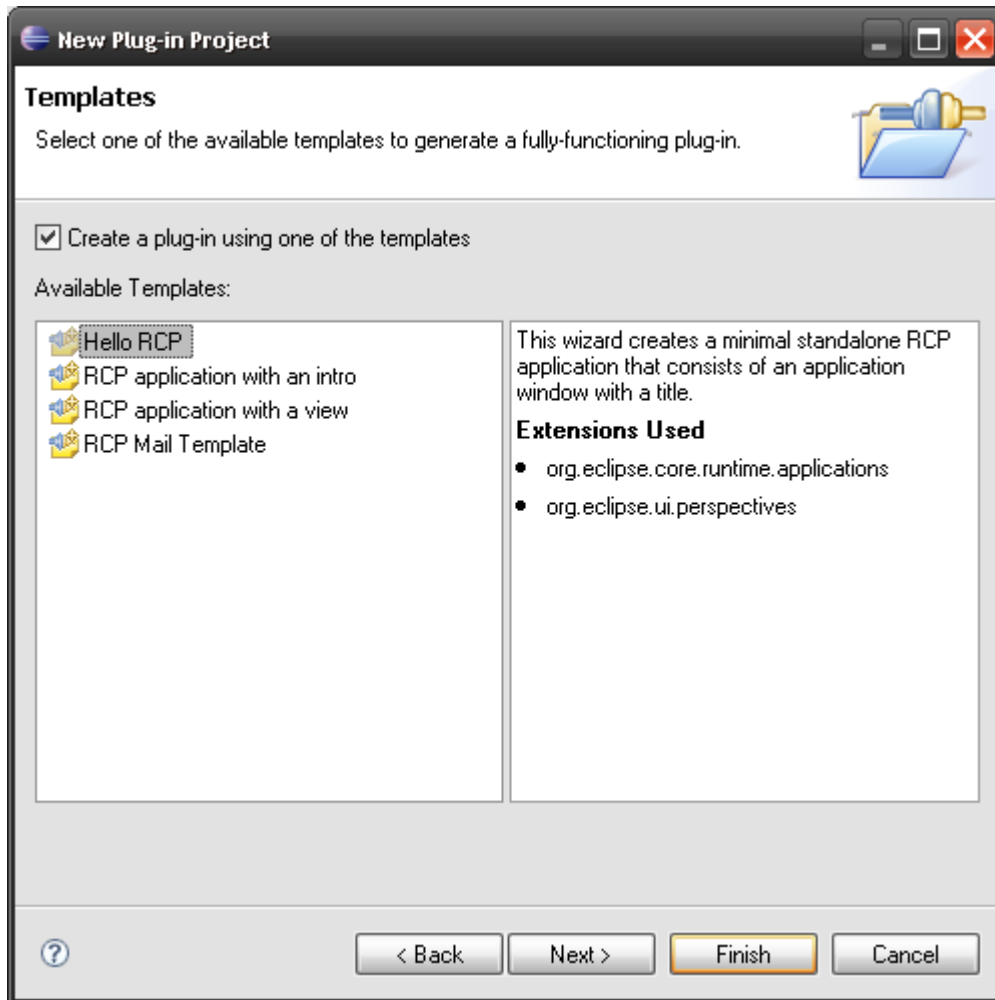 New Plug-in Project
Templates
Select one of the available templates to generate a fully-functioning plug-in.
Create a plug-in using one of the templates
Available Templates:
Hello RCP
RCP application with an intro
RCP application with a view
RCP Mail Template
This wizard creates a minimal standalone RCP
application that consists of an application
window with a title.
Extensions Used
• org.eclipse.core.runtime.applications
• org.eclipse.ui.perspectives
?
< Back
Next >
Finish
Cancel